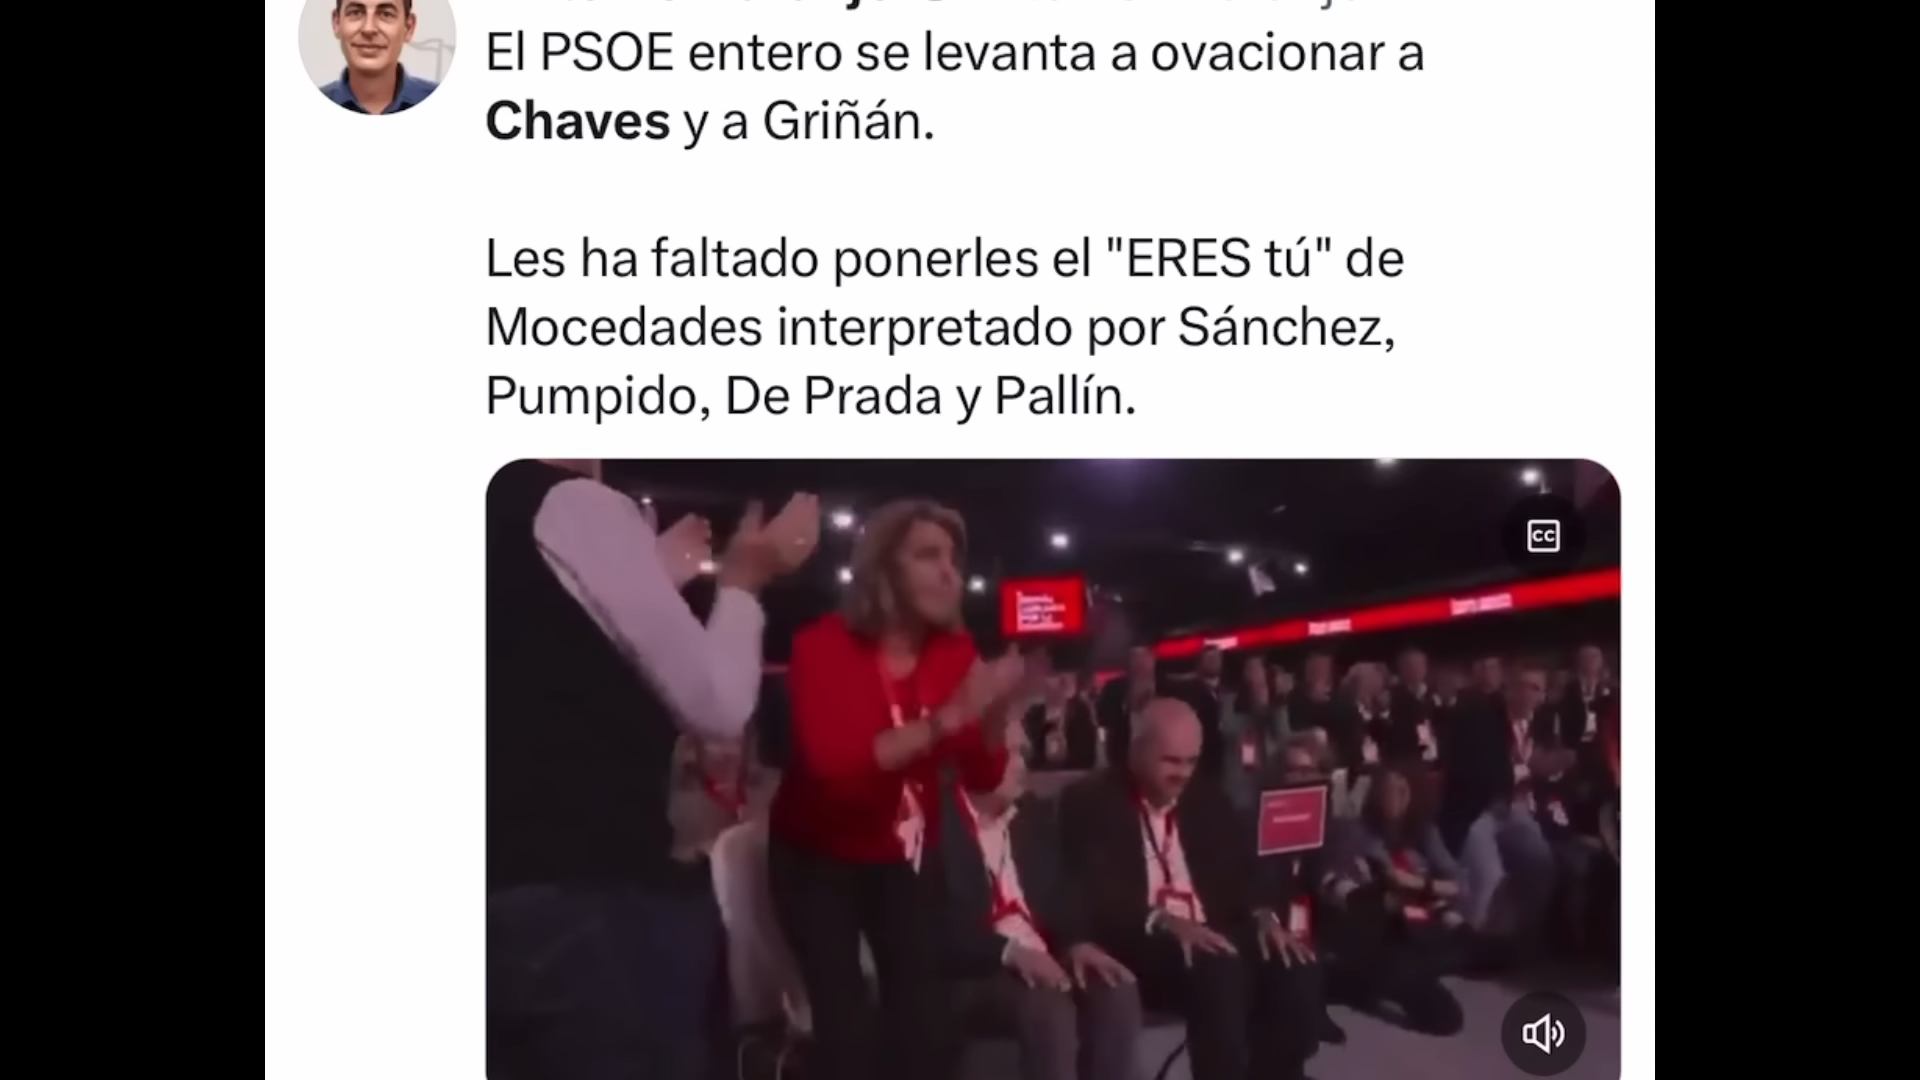 El PSOE entero se levanta a ovacionar a
Chaves y a Griñán.
Les ha faltado ponerles el "ERES tú" de
Mocedades interpretado por Sánchez,
Pumpido, De Prada y Pallín.
CC